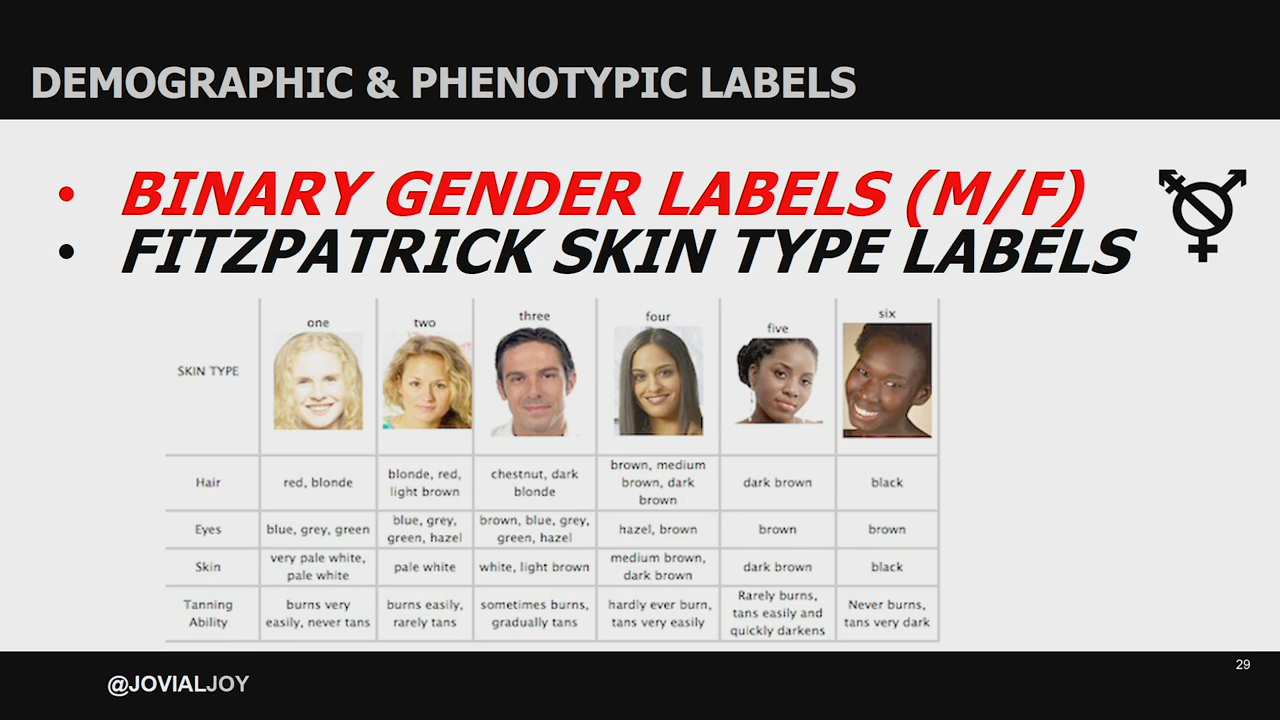 DEMOGRAPHIC & PHENOTYPIC LABELS
• BINARY GENDER LABELS (M/F)
• FITZPATRICK SKIN TYPE LABELS
SKIN TYPE
one
two
three
four
five
six
Hair
red, blonde
blonde, red,
light brown
chestnut, dark
blonde
brown, medium
brown, dark
brown
dark brown
black
Eyes
blue, grey, green
blue, grey,
green, hazel
brown, blue, grey,
green, hazel
hazel, brown
brown
brown
Skin
very pale white,
pale white
pale white
white, light brown
medium brown,
dark brown
dark brown
black
Tanning
Ability
burns very
easily, never tans
burns easily,
rarely tans
sometimes burns,
gradually tans
hardly ever burn,
tans very easily
Rarely burns,
tans easily and
quickly darkens
Never burns,
tans very dark
@JOVIALJOY
29